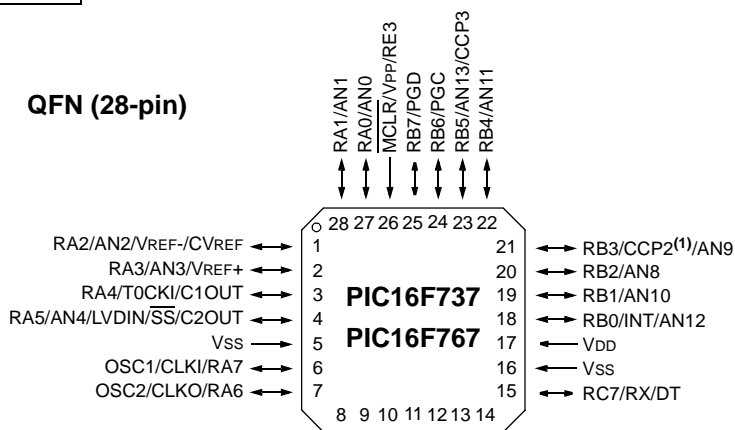 QFN (28-pin)
RA1/AN1
RA0/AN0
MCLR/VPP/RE3
RB7/PGD
RB6/PGC
RB5/AN13/CCP3
RB4/AN11
28 27 26 25 24 23 22
RA2/AN2/VREF-/CVREF 1
RA3/AN3/VREF+ 2
RA4/T0CKI/C1OUT 3
RA5/AN4/LVDIN/SS/C2OUT 4
VSS 5
OSC1/CLKI/RA7 6
OSC2/CLKO/RA6 7
PIC16F737
PIC16F767
21 RB3/CCP2(1)/AN9
20 RB2/AN8
19 RB1/AN10
18 RB0/INT/AN12
17 VDD
16 VSS
15 RC7/RX/DT
8 9 10 11 12 13 14